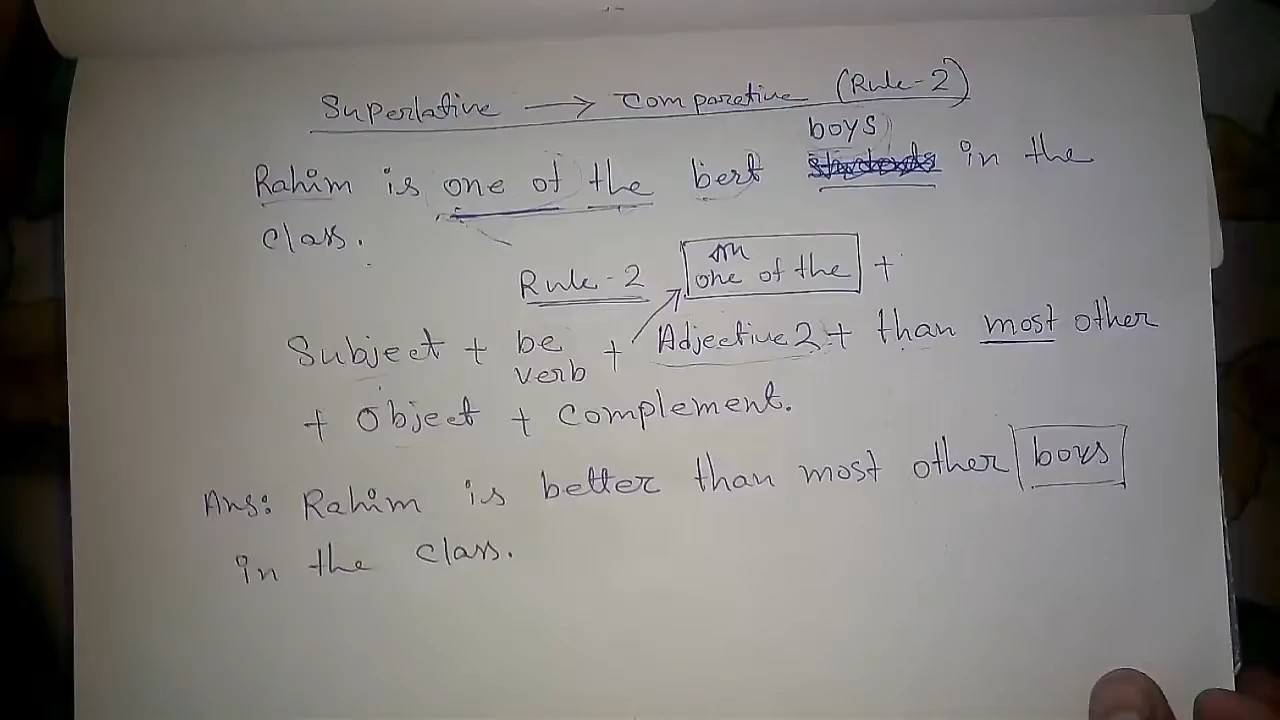 Superlative → Comparative (Rule-2)
boys
Rahim is one of the best in the
class.
Rule-2 one of the +
Subject + be verb + Adjective 2 + than most other
+ Object + Complement.
Ans: Rahim is better than most other boys
in the class.